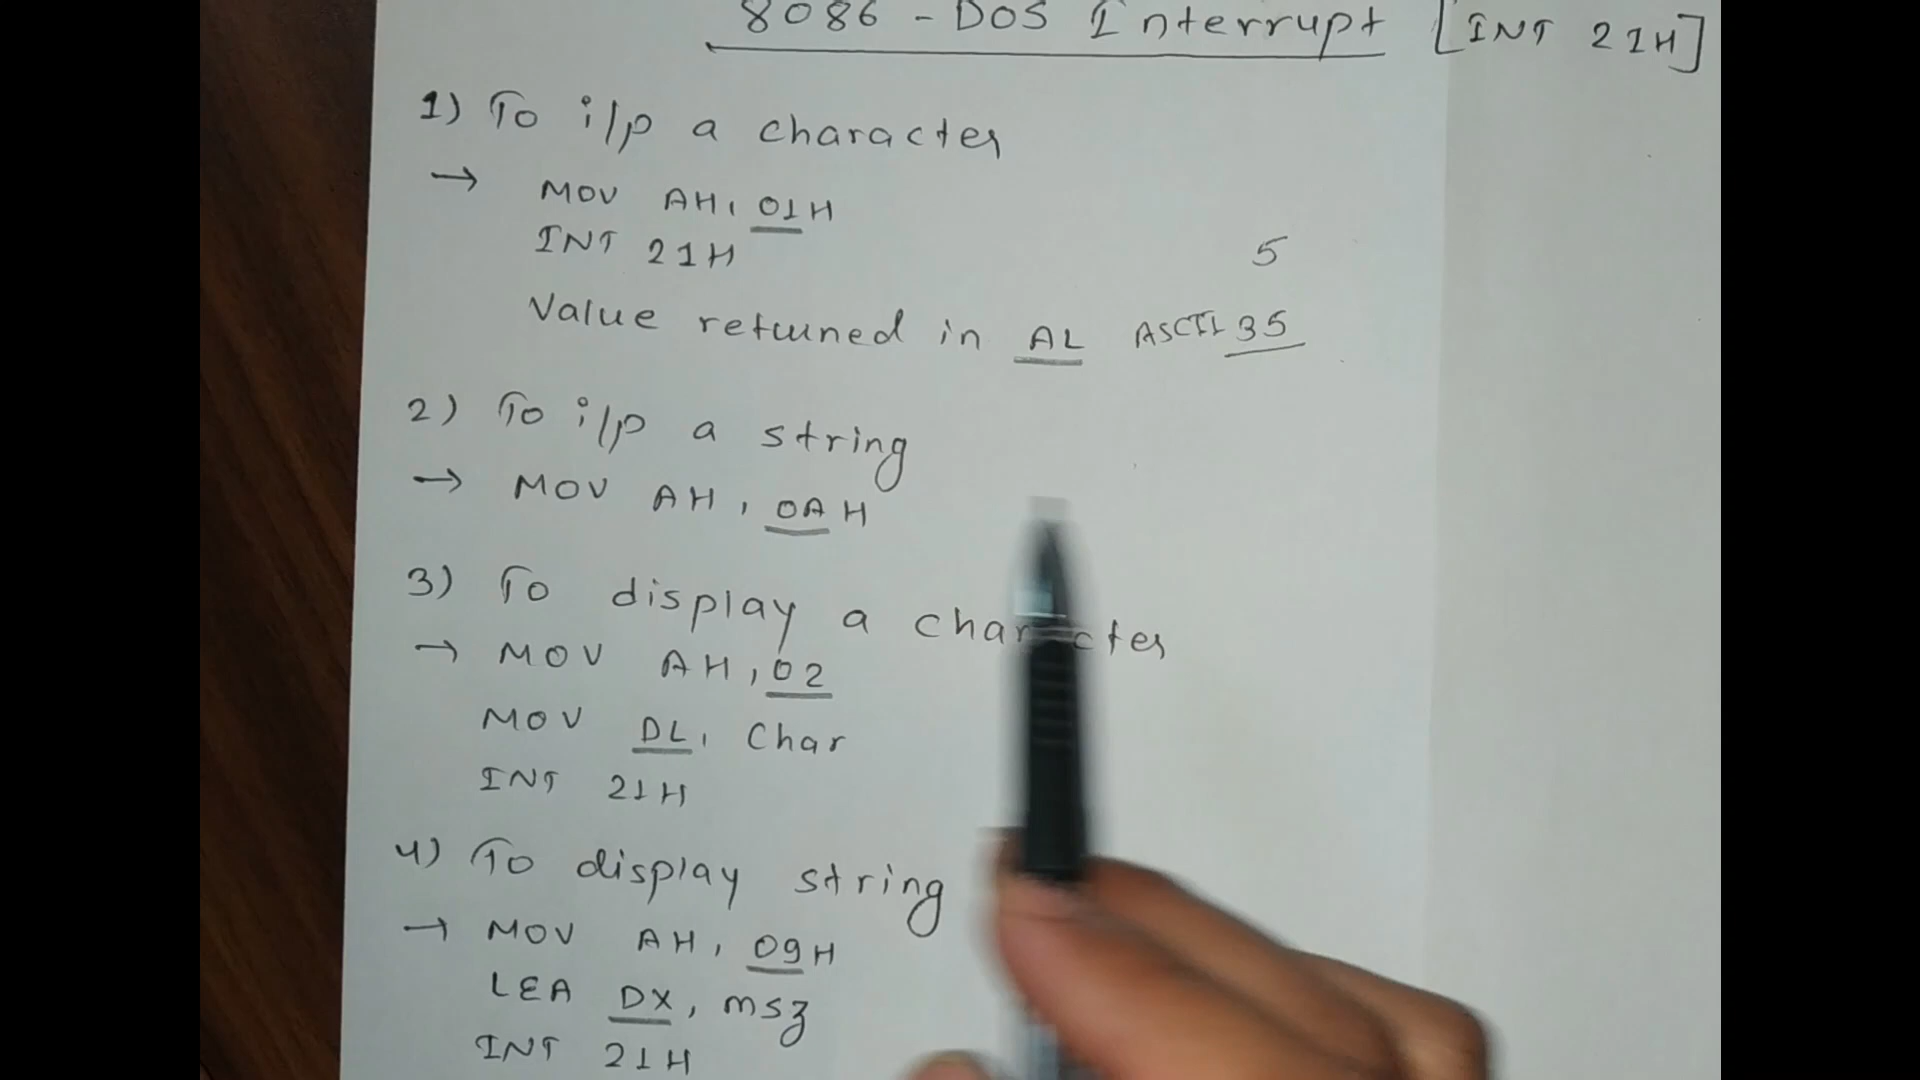 8086 - DOS Interrupt [INT 21H]
1) To i/p a character
→ MOV AH, 01H
INT 21H
5
Value returned in AL ASCII 35
2) To i/p a string
→ MOV AH, 0AH
3) To display a character
→ MOV AH, 02
MOV DL, Char
INT 21H
4) To display string
→ MOV AH, 09H
LEA DX, msg
INT 21H